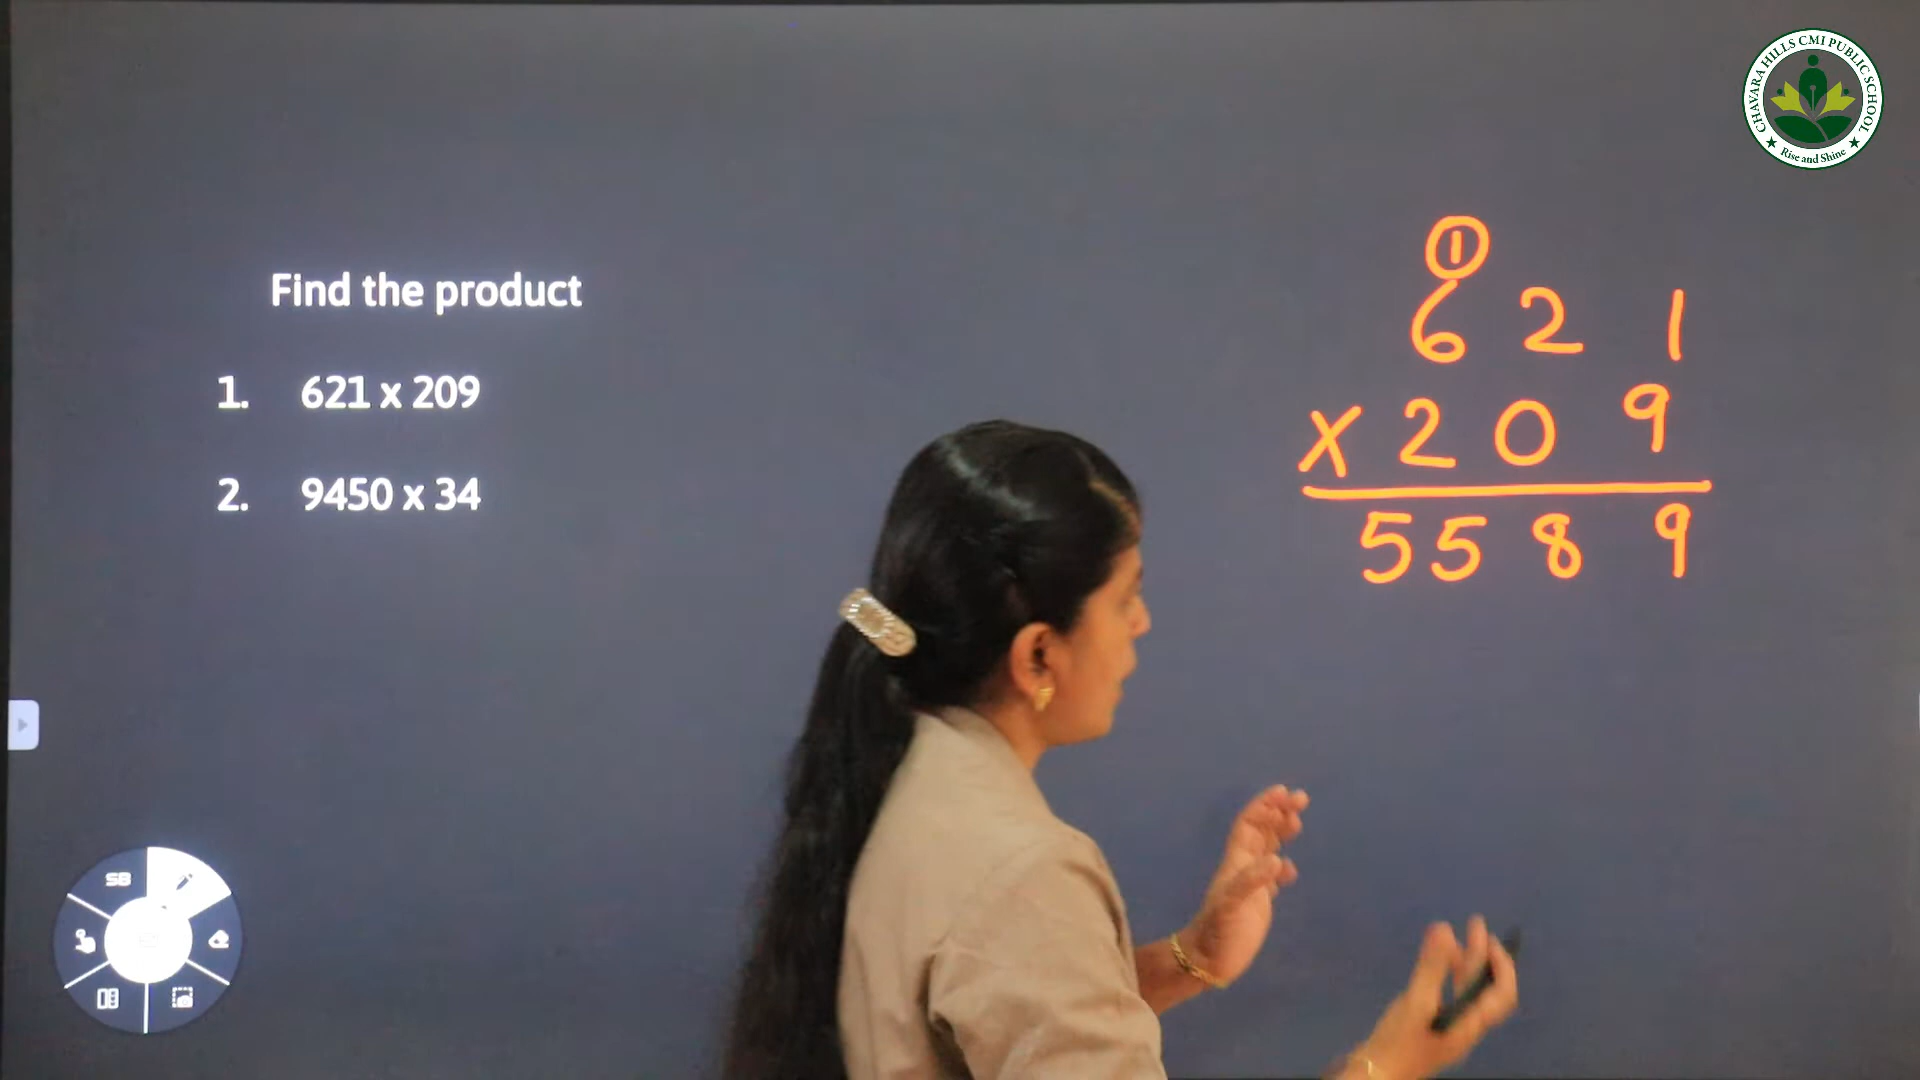 Find the product
1. 621 x 209
2. 9450 x 34
1
6 2 1
x 2 0 9
5 5 8 9
SB
CHAVARA HILLS CMI PUBLIC SCHOOL
Rise and Shine